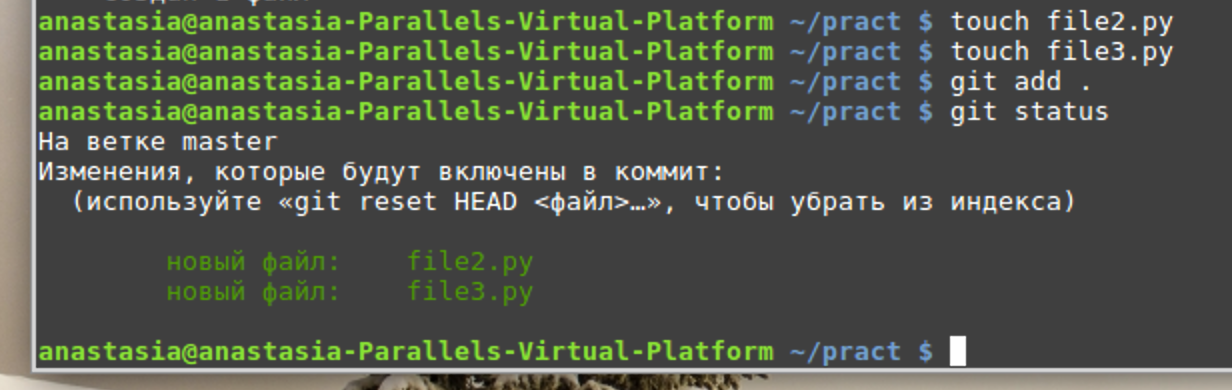 anastasia@anastasia-Parallels-Virtual-Platform ~/pract $ touch file2.py
anastasia@anastasia-Parallels-Virtual-Platform ~/pract $ touch file3.py
anastasia@anastasia-Parallels-Virtual-Platform ~/pract $ git add .
anastasia@anastasia-Parallels-Virtual-Platform ~/pract $ git status
На ветке master
Изменения, которые будут включены в коммит:
  (используйте «git reset HEAD <файл>…», чтобы убрать из индекса)
        новый файл:    file2.py
        новый файл:    file3.py
anastasia@anastasia-Parallels-Virtual-Platform ~/pract $